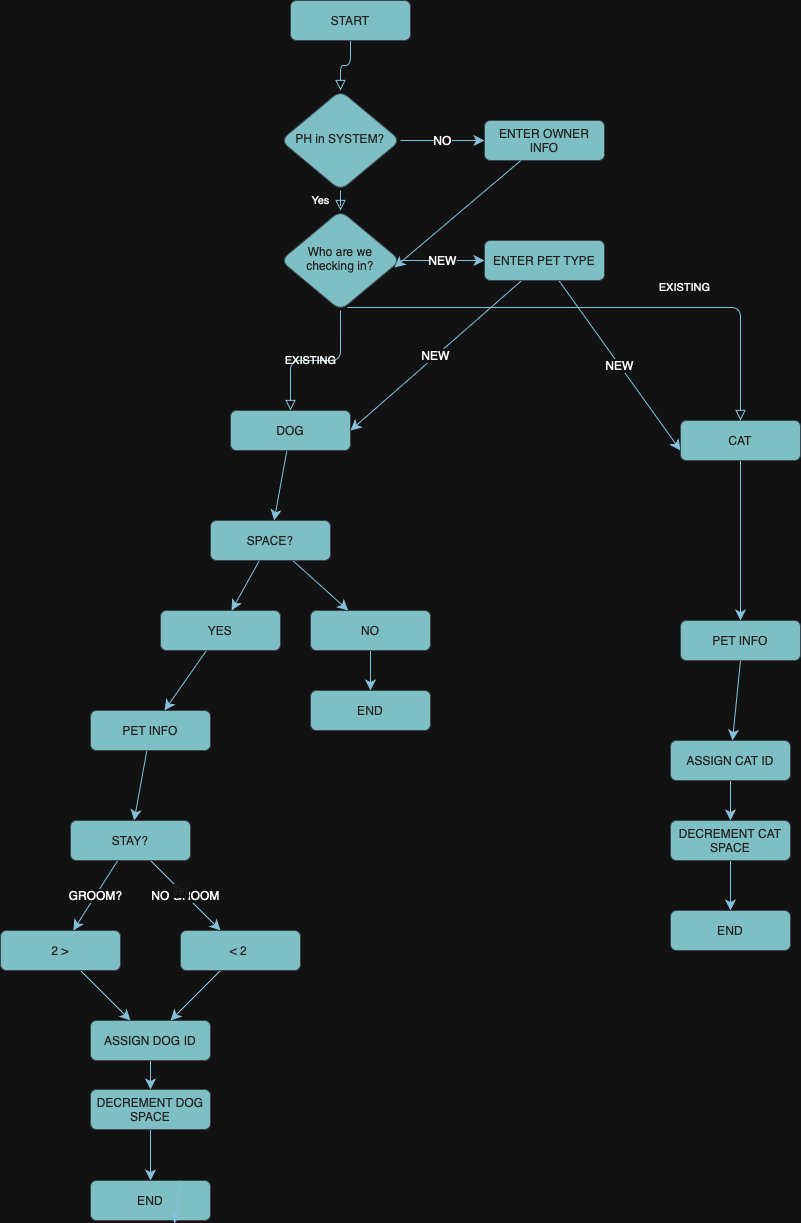 START
PH in SYSTEM?
NO
ENTER OWNER
INFO
Yes
Who are we
checking in?
NEW
ENTER PET TYPE
EXISTING
EXISTING
NEW
NEW
DOG
CAT
SPACE?
YES
NO
PET INFO
END
PET INFO
ASSIGN CAT ID
STAY?
DECREMENT CAT
SPACE
GROOM?
NO GROOM
2 >
< 2
END
ASSIGN DOG ID
DECREMENT DOG
SPACE
END